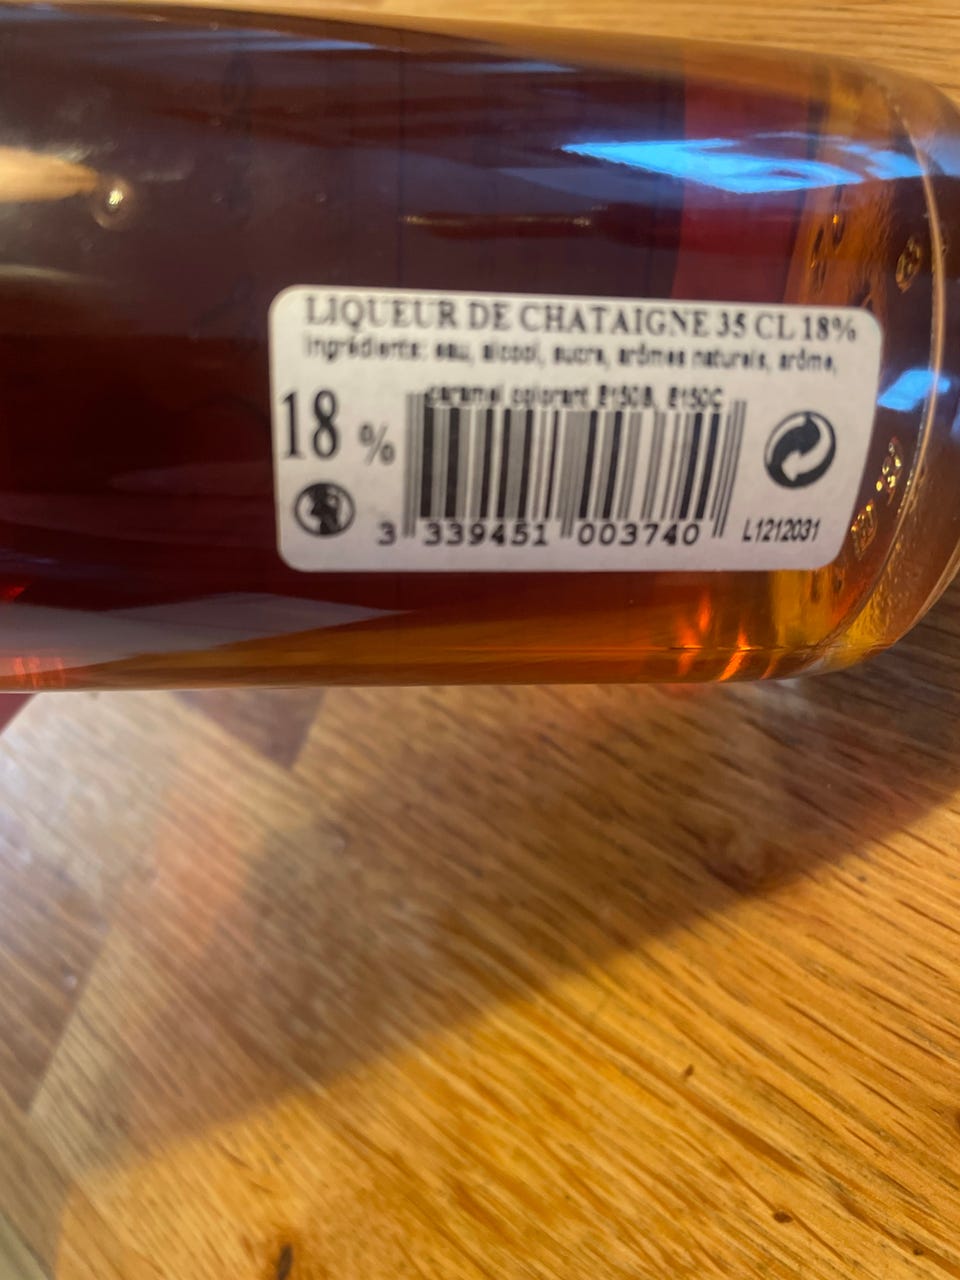 LIQUEUR DE CHATAIGNE 35 CL 18%
Ingrédients: eau, alcool, sucre, arômes naturels, arôme,
caramel colorant E150B, E150C
18 %
3 339451 003740
L1212031